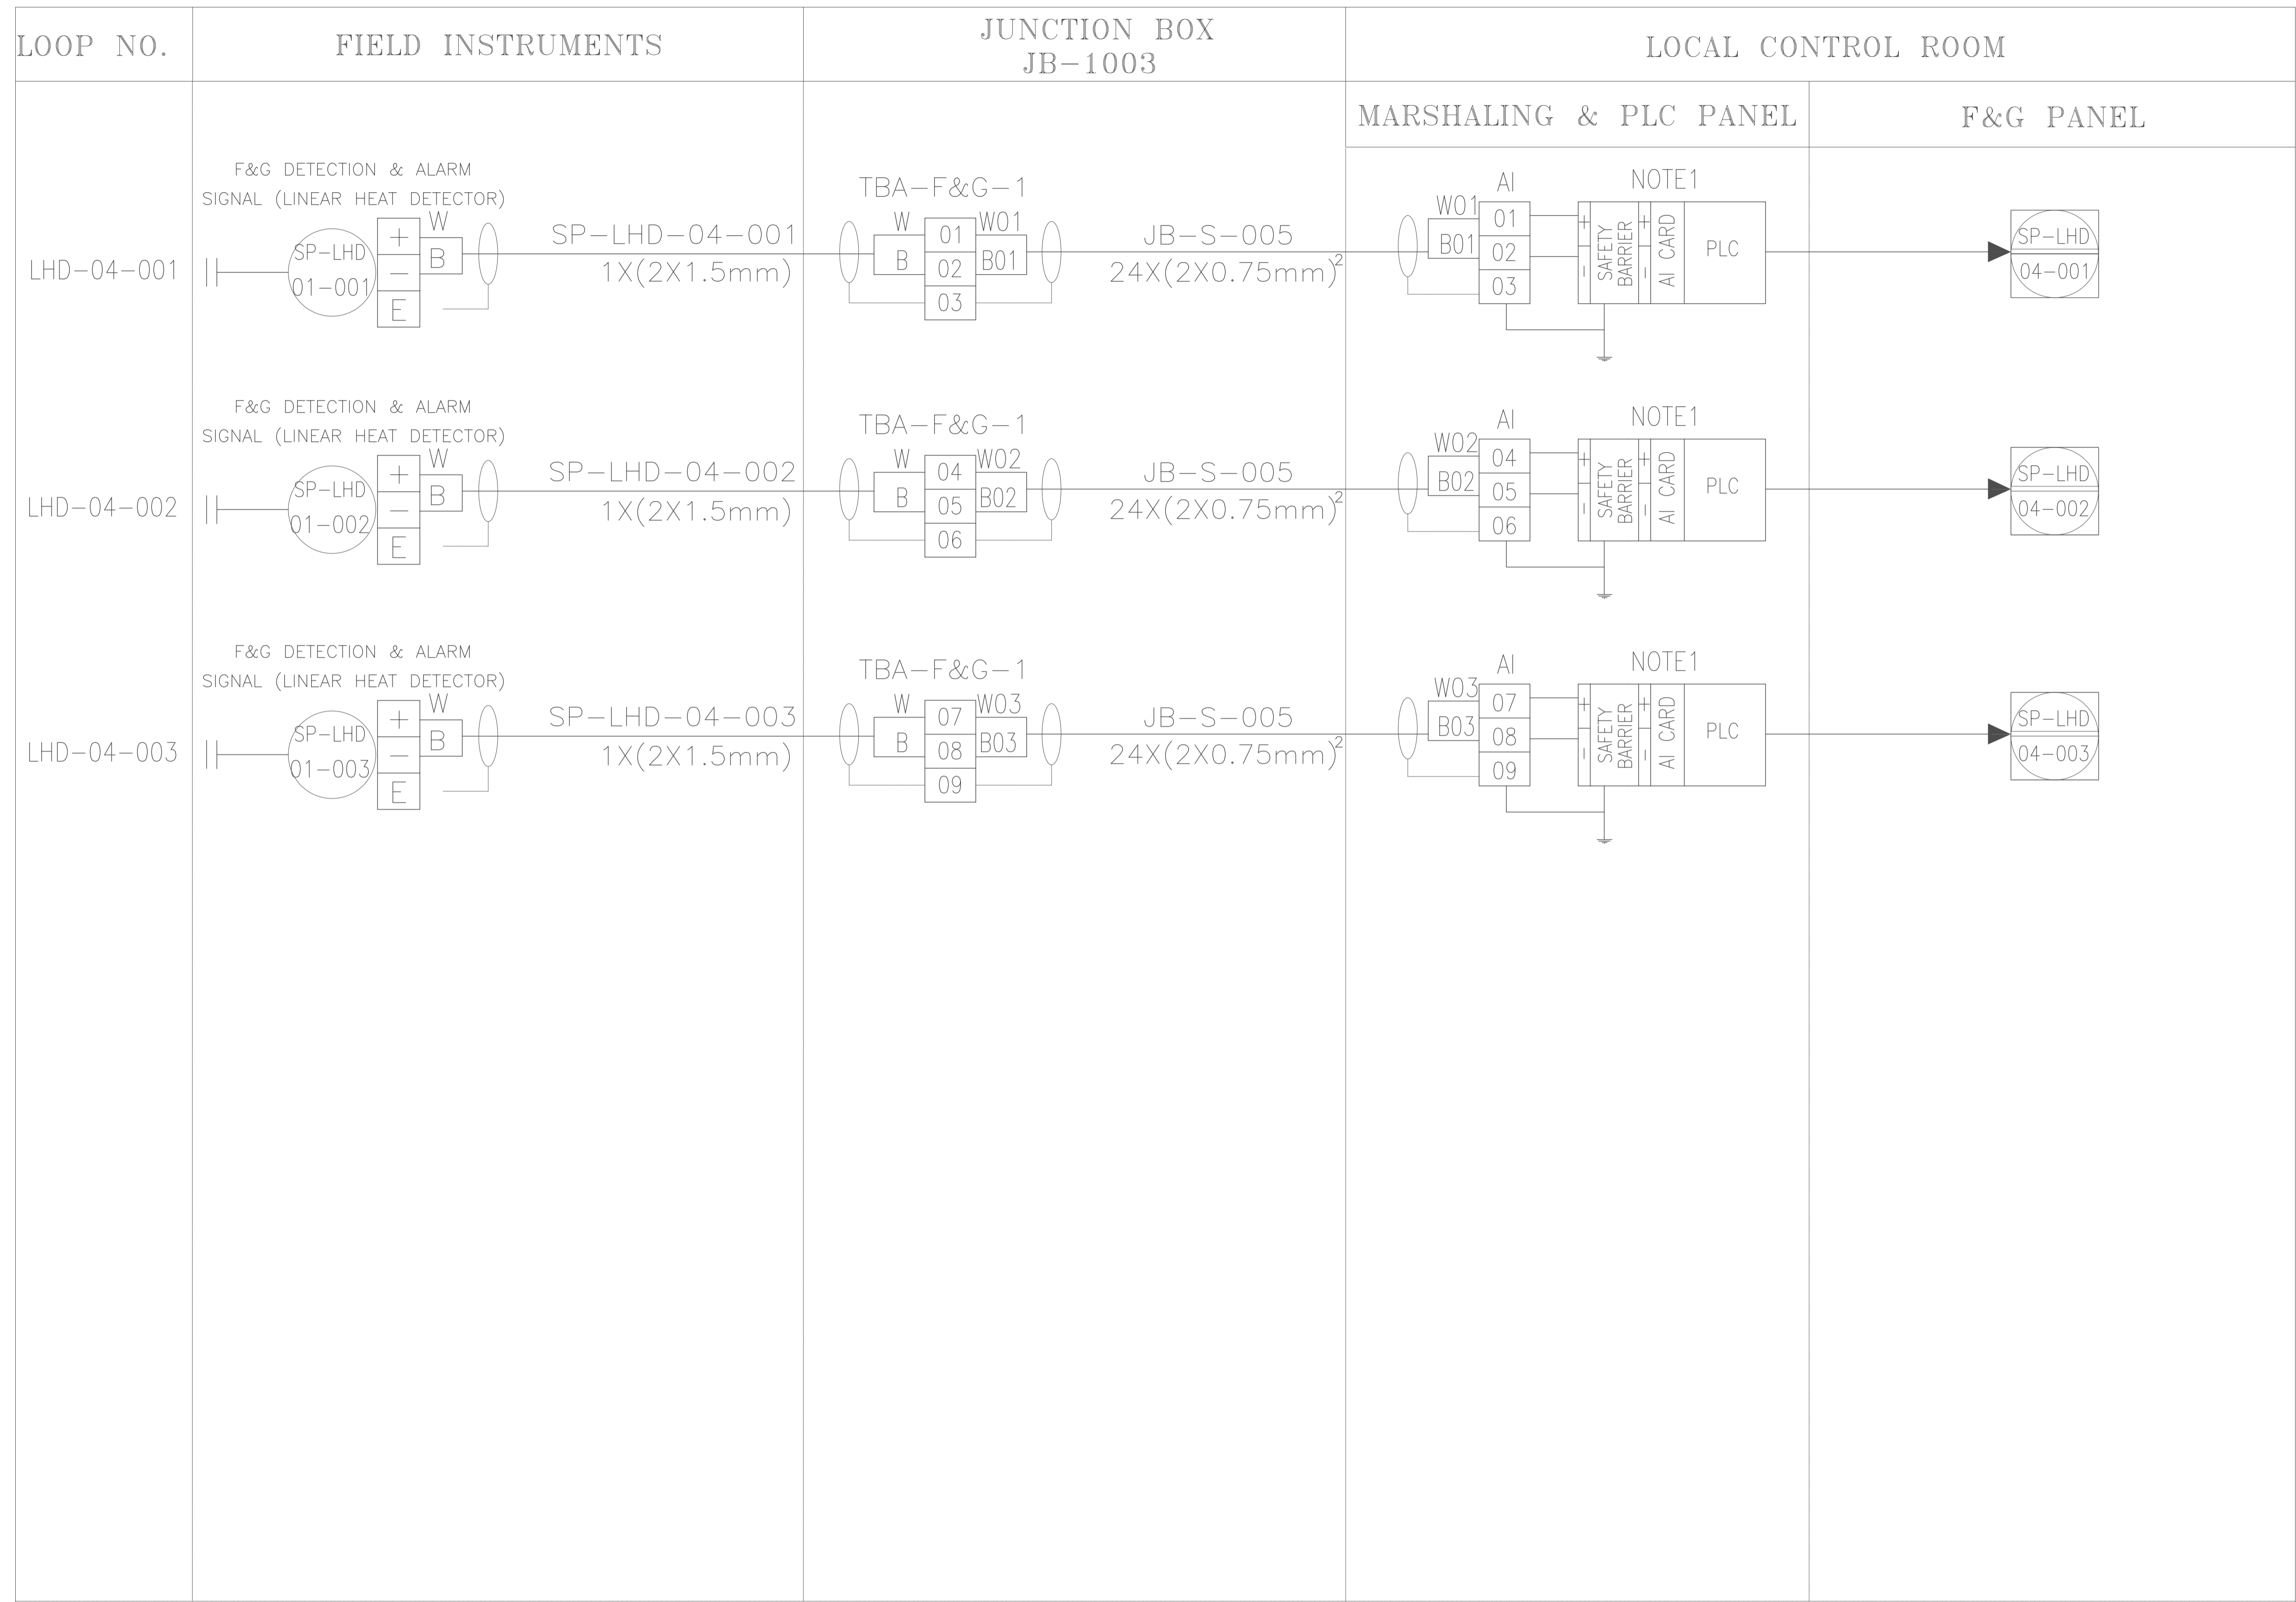 LOOP NO.
FIELD INSTRUMENTS
JUNCTION BOX
JB-1003
LOCAL CONTROL ROOM
MARSHALING & PLC PANEL
F&G PANEL
LHD-04-001
F&G DETECTION & ALARM
SIGNAL (LINEAR HEAT DETECTOR)
SP-LHD
01-001
+
-
E
W
B
SP-LHD-04-001
1X(2X1.5mm)
TBA-F&G-1
W
B
01
02
03
W01
B01
JB-S-005
24X(2X0.75mm)²
W01
B01
AI
01
02
03
NOTE1
+
-
SAFETY
BARRIER
+
-
AI CARD
PLC
SP-LHD
04-001
LHD-04-002
F&G DETECTION & ALARM
SIGNAL (LINEAR HEAT DETECTOR)
SP-LHD
01-002
+
-
E
W
B
SP-LHD-04-002
1X(2X1.5mm)
TBA-F&G-1
W
B
04
05
06
W02
B02
JB-S-005
24X(2X0.75mm)²
W02
B02
AI
04
05
06
NOTE1
+
-
SAFETY
BARRIER
+
-
AI CARD
PLC
SP-LHD
04-002
LHD-04-003
F&G DETECTION & ALARM
SIGNAL (LINEAR HEAT DETECTOR)
SP-LHD
01-003
+
-
E
W
B
SP-LHD-04-003
1X(2X1.5mm)
TBA-F&G-1
W
B
07
08
09
W03
B03
JB-S-005
24X(2X0.75mm)²
W03
B03
AI
07
08
09
NOTE1
+
-
SAFETY
BARRIER
+
-
AI CARD
PLC
SP-LHD
04-003